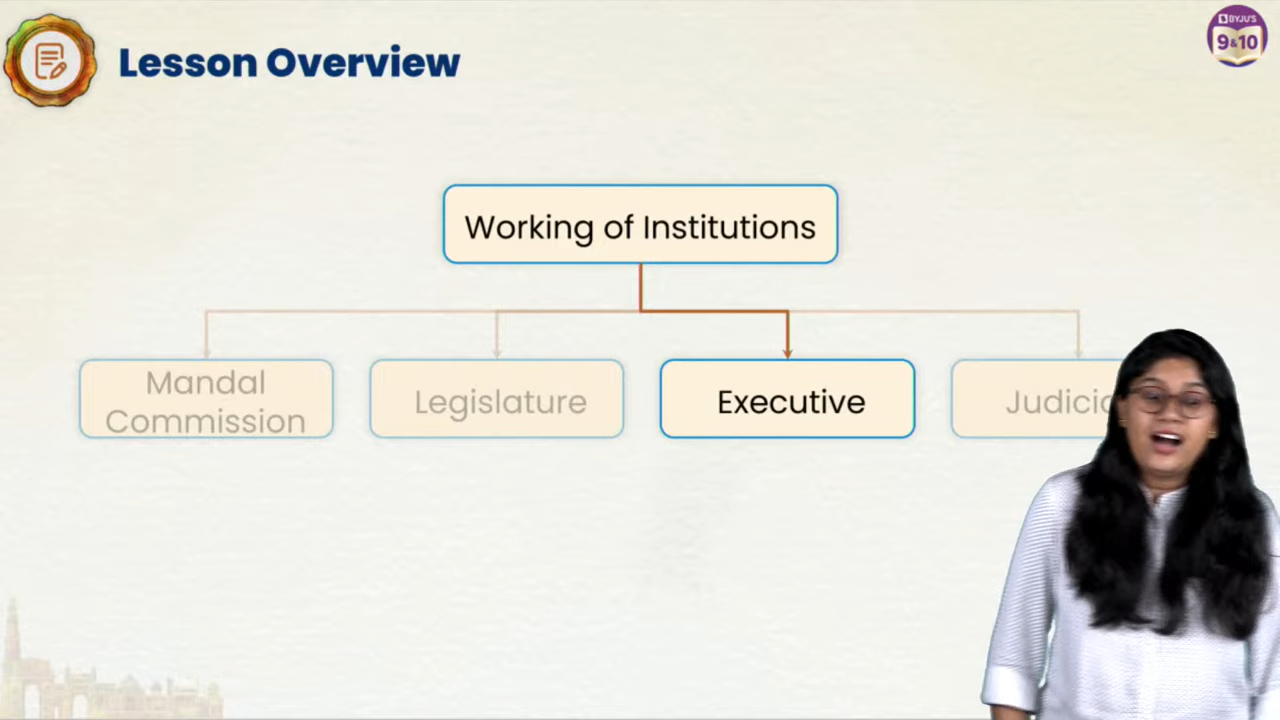 BYJU'S
9&10
Lesson Overview
Working of Institutions
Mandal
Commission
Legislature
Executive